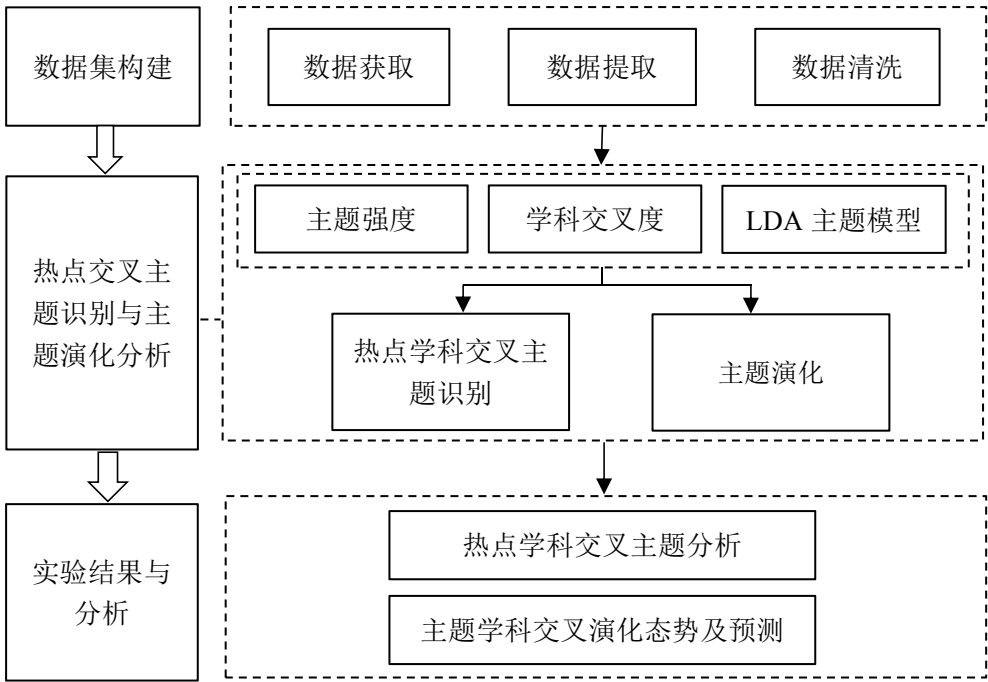 数据集构建
数据获取
数据提取
数据清洗
热点交叉主
题识别与主
题演化分析
主题强度
学科交叉度
LDA 主题模型
热点学科交叉主
题识别
主题演化
实验结果与
分析
热点学科交叉主题分析
主题学科交叉演化态势及预测